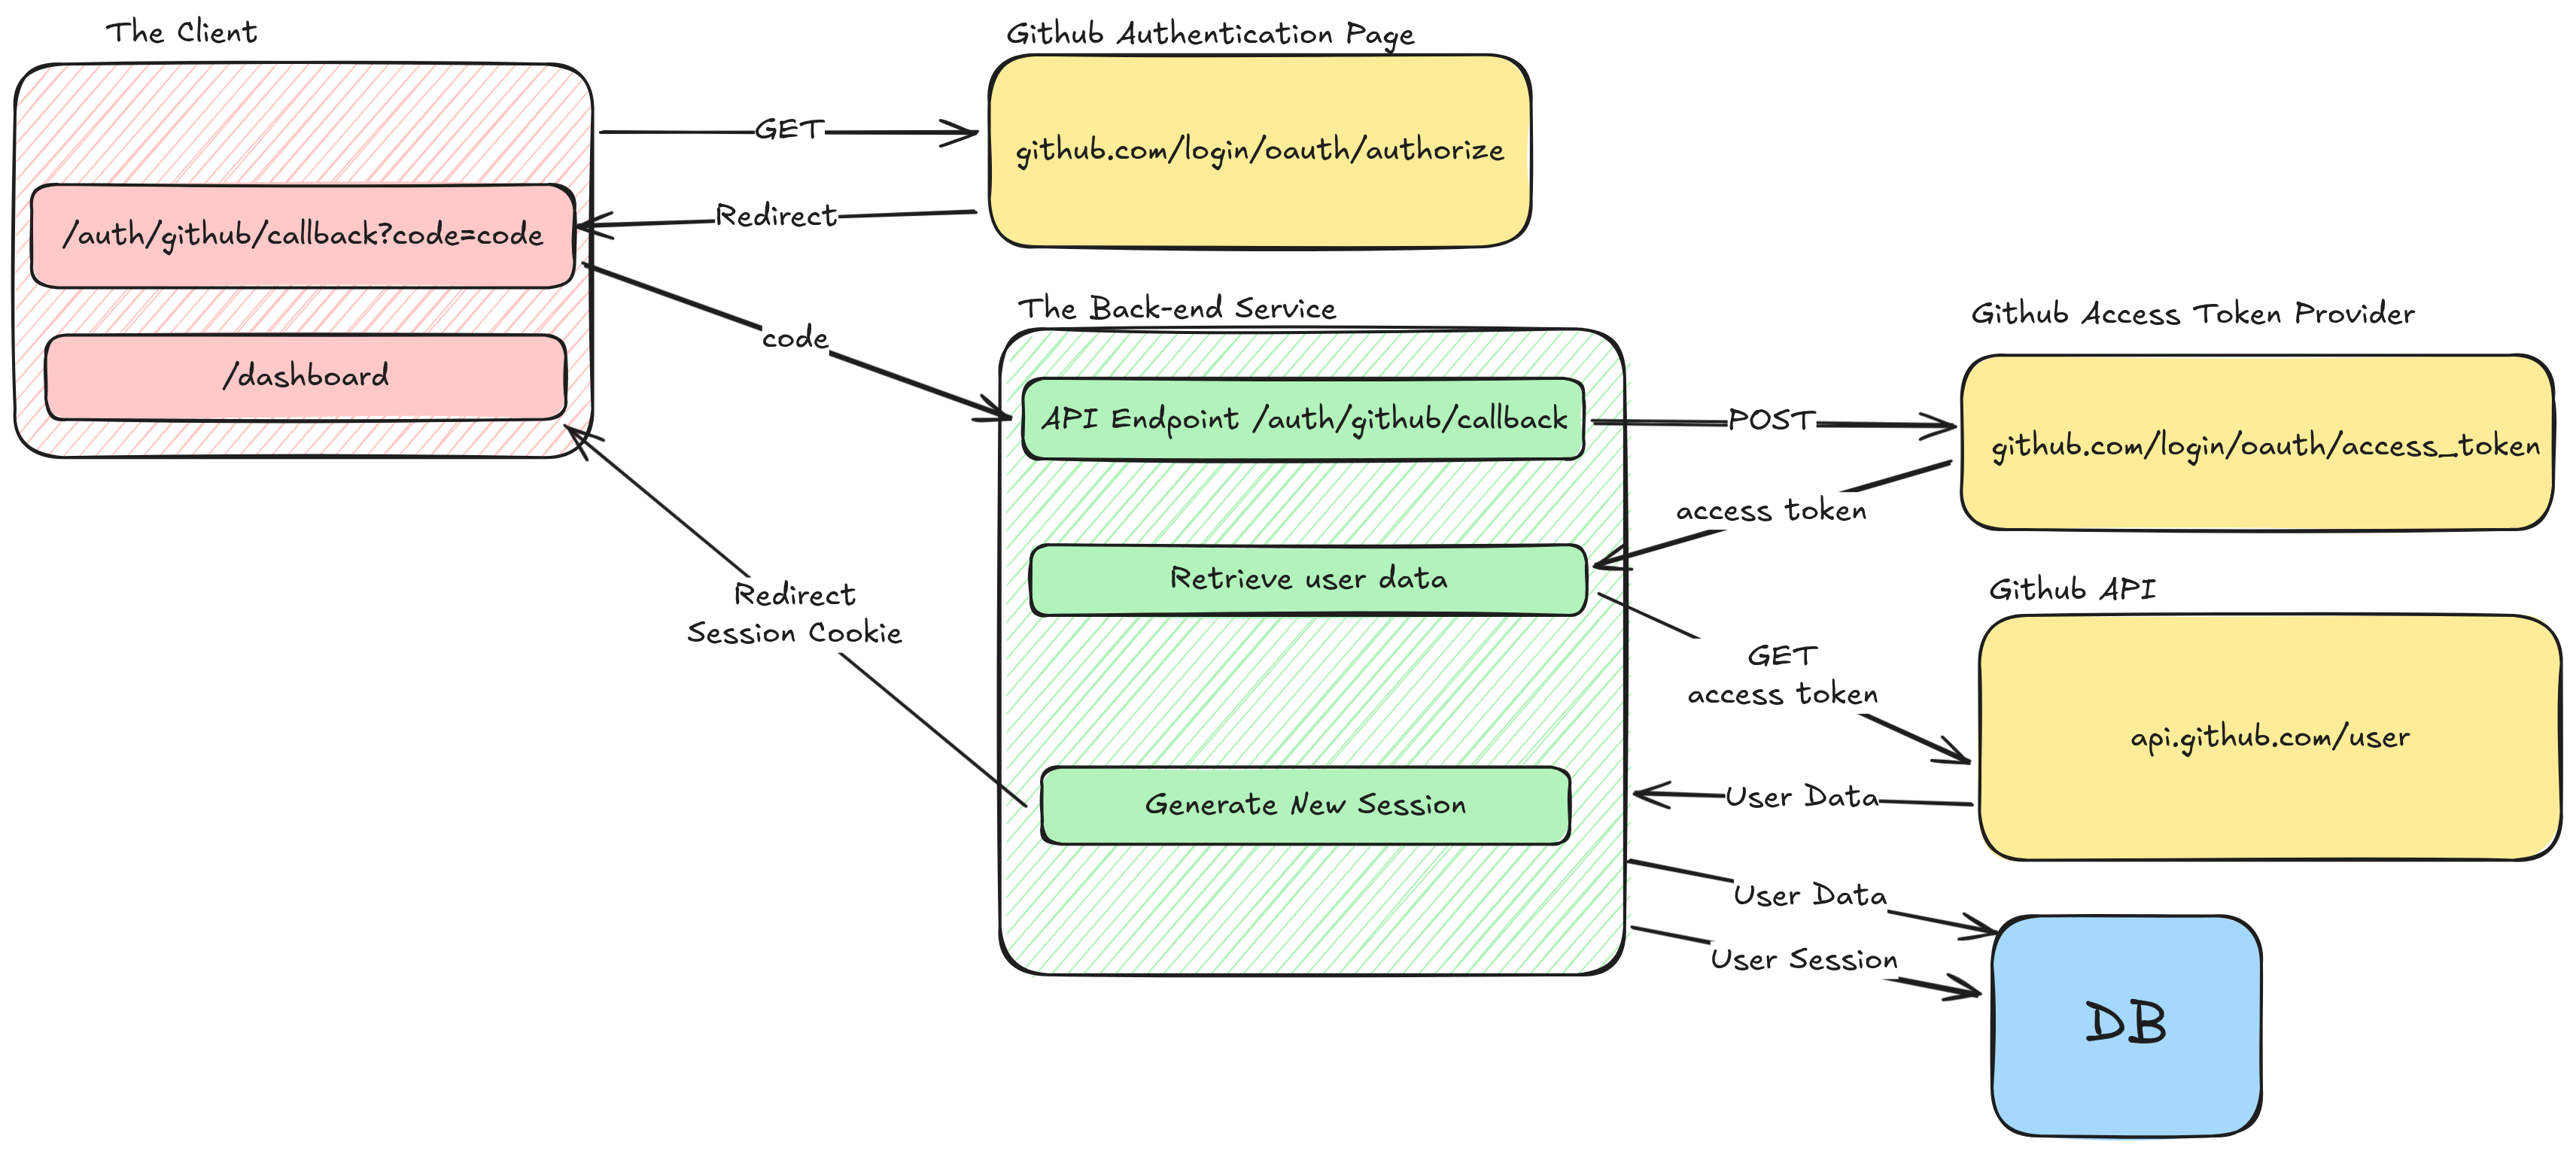 The Client
Github Authentication Page
GET
github.com/login/oauth/authorize
Redirect
/auth/github/callback?code=code
The Back-end Service
Github Access Token Provider
code
/dashboard
API Endpoint /auth/github/callback
POST
github.com/login/oauth/access_token
access token
Retrieve user data
Github API
Redirect
Session Cookie
GET
access token
api.github.com/user
Generate New Session
User Data
User Data
User Session
DB